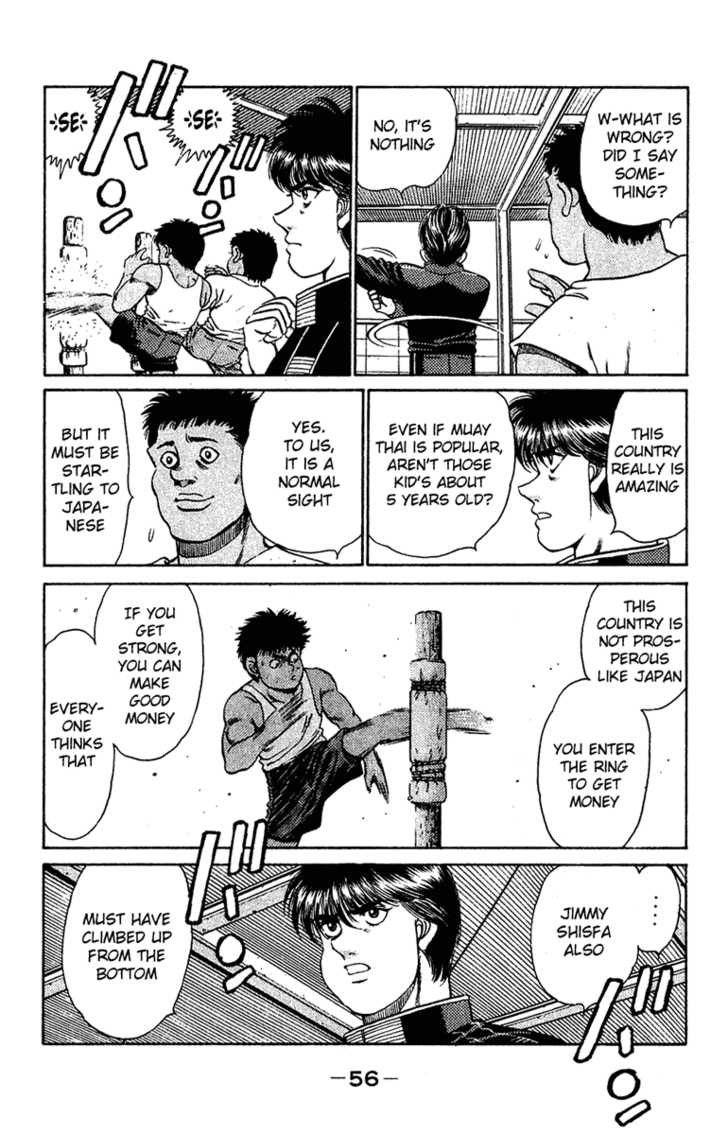 W-WHAT IS
WRONG?
DID I SAY
SOME-
THING?
NO, IT'S
NOTHING
-SE-
-SE-
THIS
COUNTRY
REALLY IS
AMAZING
EVEN IF MUAY
THAI IS POPULAR,
AREN'T THOSE
KID'S ABOUT
5 YEARS OLD?
YES.
TO US,
IT IS A
NORMAL
SIGHT
BUT IT
MUST BE
STAR-
TLING TO
JAPA-
NESE
THIS
COUNTRY IS
NOT PROS-
PEROUS
LIKE JAPAN
YOU ENTER
THE RING
TO GET
MONEY
IF YOU
GET
STRONG,
YOU CAN
MAKE
GOOD
MONEY
EVERY-
ONE
THINKS
THAT
....
JIMMY
SHISFA
ALSO
MUST HAVE
CLIMBED UP
FROM THE
BOTTOM
—56—